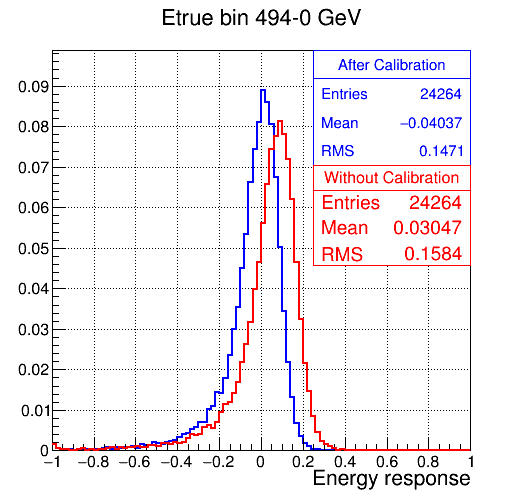 Etrue bin 494-0 GeV
After Calibration
Entries 24264
Mean −0.04037
RMS 0.1471
Without Calibration
Entries 24264
Mean 0.03047
RMS 0.1584
0.09
0.08
0.07
0.06
0.05
0.04
0.03
0.02
0.01
0
−1 −0.8 −0.6 −0.4 −0.2 0 0.2 0.4 0.6 0.8 1
Energy response